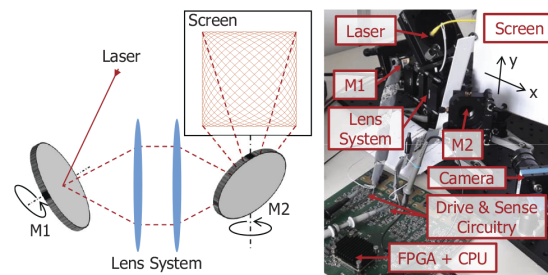 Screen
Laser
M1
M2
Lens System
Laser
Screen
M1
y
x
Lens
System
M2
Camera
Drive & Sense
Circuitry
FPGA + CPU